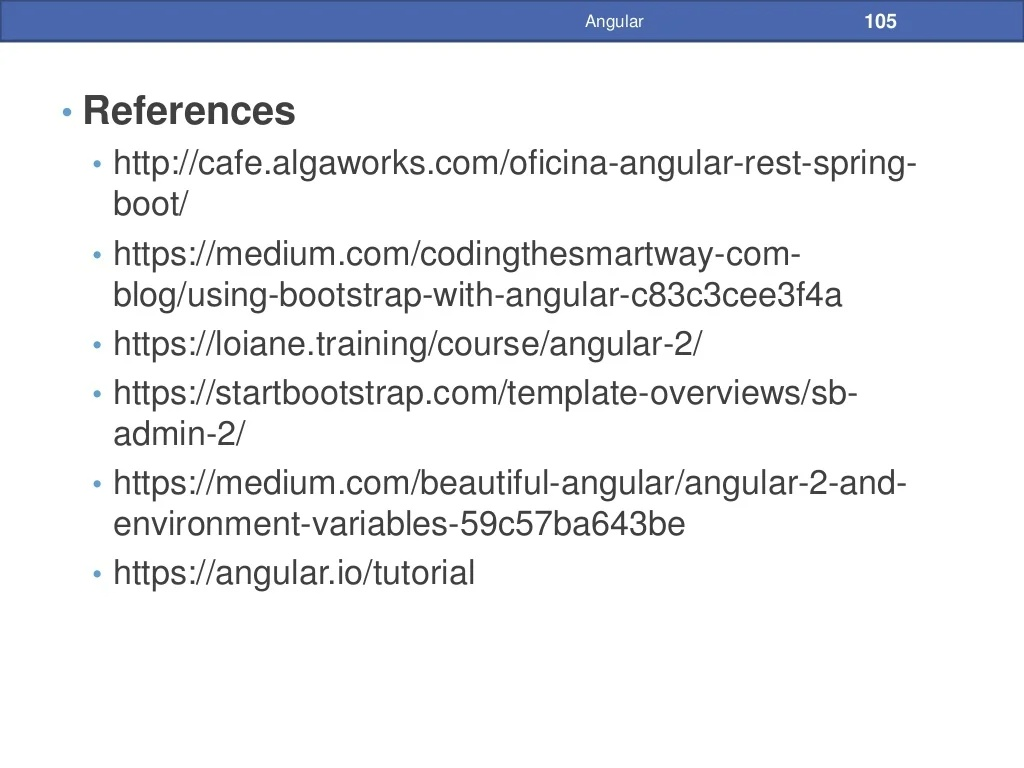 Angular 105
• References
• http://cafe.algaworks.com/oficina-angular-rest-spring-
boot/
• https://medium.com/codingthesmartway-com-
blog/using-bootstrap-with-angular-c83c3cee3f4a
• https://loiane.training/course/angular-2/
• https://startbootstrap.com/template-overviews/sb-
admin-2/
• https://medium.com/beautiful-angular/angular-2-and-
environment-variables-59c57ba643be
• https://angular.io/tutorial